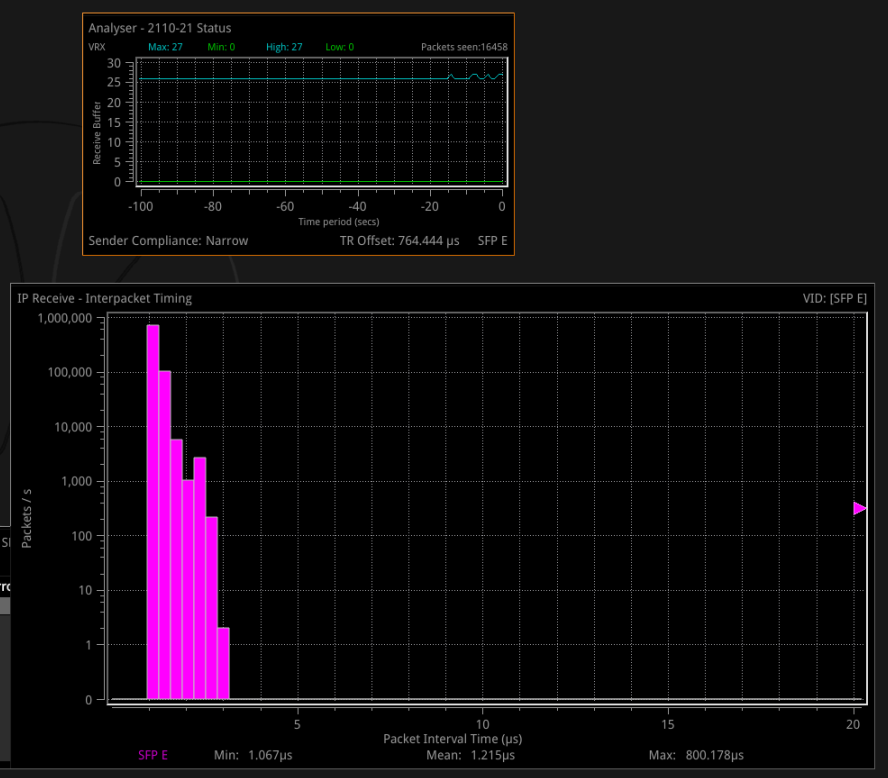 Analyser - 2110-21 Status
VRX Max: 27 Min: 0 High: 27 Low: 0 Packets seen:16458
30
25
20
15
10
5
0
Receive Buffer
-100 -80 -60 -40 -20 0
Time period (secs)
Sender Compliance: Narrow TR Offset: 764.444 µs SFP E
IP Receive - Interpacket Timing VID: [SFP E]
1,000,000
100,000
10,000
1,000
100
10
1
0
Packets / s
5 10 15 20
Packet Interval Time (µs)
SFP E Min: 1.067µs Mean: 1.215µs Max: 800.178µs